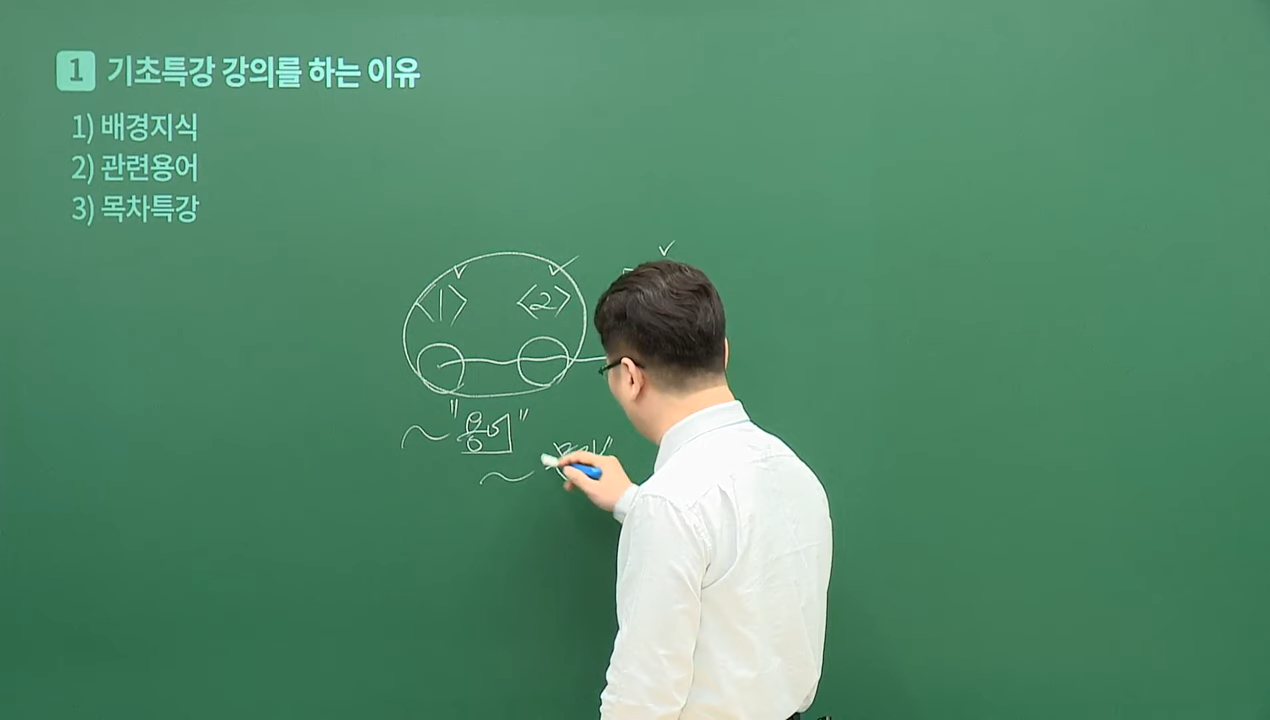 1 기초특강 강의를 하는 이유
1) 배경지식
2) 관련용어
3) 목차특강
<1> <2>
~ "용어"